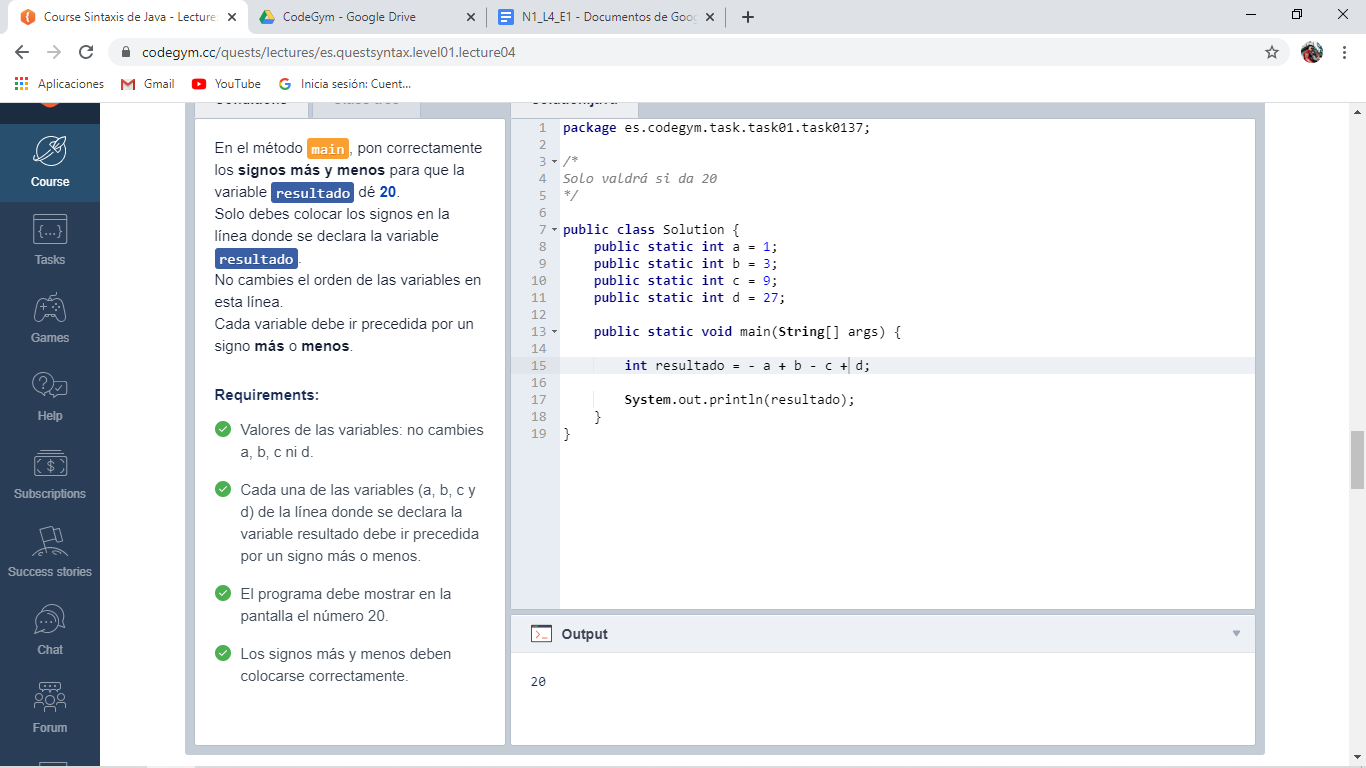 Course Sintaxis de Java - Lecture:
CodeGym - Google Drive
N1_L4_E1 - Documentos de Goog
codegym.cc/quests/lectures/es.questsyntax.level01.lecture04
Aplicaciones
Gmail
YouTube
Inicia sesión: Cuent...
Course
Tasks
Games
Help
Subscriptions
Success stories
Chat
Forum
En el método main, pon correctamente
los signos más y menos para que la
variable resultado dé 20.
Solo debes colocar los signos en la
línea donde se declara la variable
resultado.
No cambies el orden de las variables en
esta línea.
Cada variable debe ir precedida por un
signo más o menos.
Requirements:
Valores de las variables: no cambies
a, b, c ni d.
Cada una de las variables (a, b, c y
d) de la línea donde se declara la
variable resultado debe ir precedida
por un signo más o menos.
El programa debe mostrar en la
pantalla el número 20.
Los signos más y menos deben
colocarse correctamente.
1 package es.codegym.task.task01.task0137;
2
3 /*
4 Solo valdrá si da 20
5 */
6
7 public class Solution {
8 public static int a = 1;
9 public static int b = 3;
10 public static int c = 9;
11 public static int d = 27;
12
13 public static void main(String[] args) {
14
15 int resultado = - a + b - c + d;
16
17 System.out.println(resultado);
18 }
19 }
Output
20